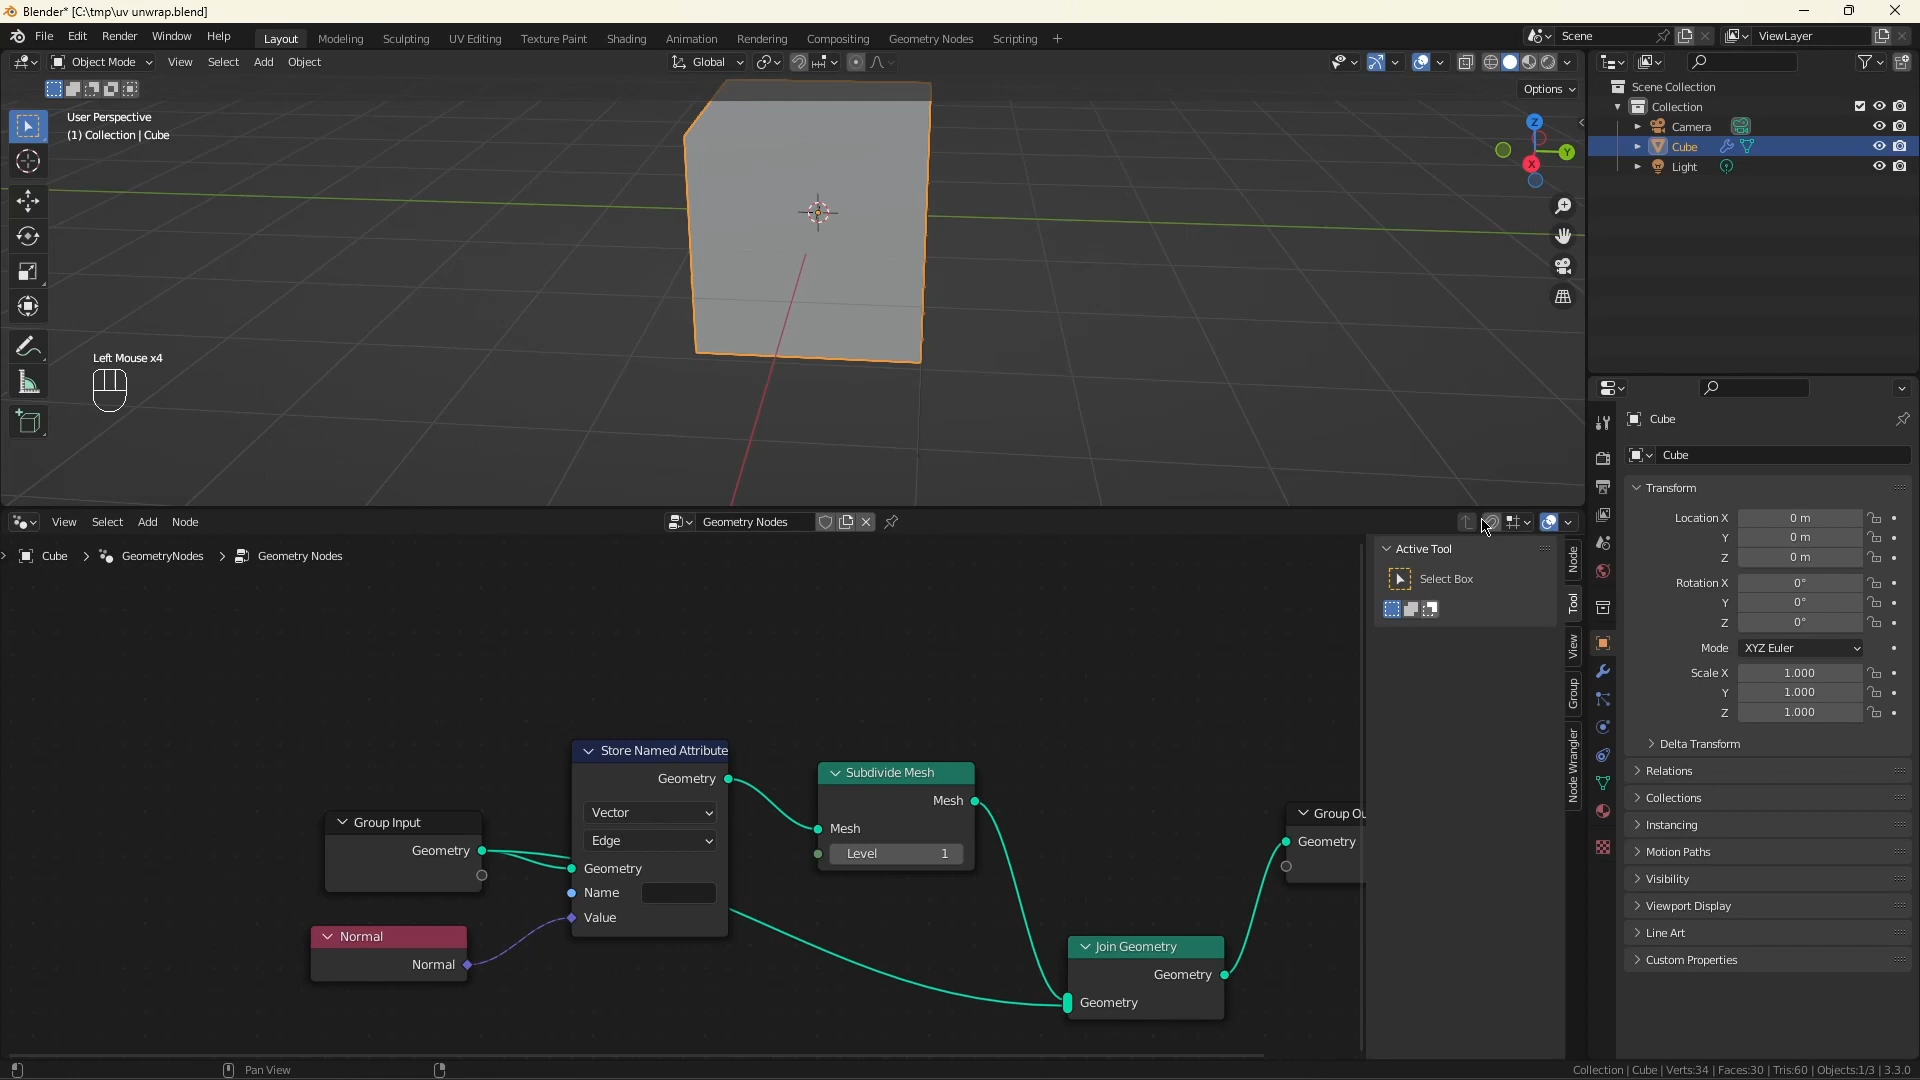 Blender* [C:\tmp\uv unwrap.blend]
File Edit Render Window Help Layout Modeling Sculpting UV Editing Texture Paint Shading Animation Rendering Compositing Geometry Nodes Scripting + Scene ViewLayer
Object Mode View Select Add Object Global
Options
User Perspective
(1) Collection | Cube
Z
Y
X
Left Mouse x4
Scene Collection
Collection
Camera
Cube
Light
View Select Add Node Geometry Nodes
Cube > GeometryNodes > Geometry Nodes
Active Tool
Select Box
Node
Tool
View
Group
Node Wrangler
Group Input
Geometry
Normal
Normal
Store Named Attribute
Geometry
Vector
Edge
Geometry
Name
Value
Subdivide Mesh
Mesh
Mesh
Level 1
Join Geometry
Geometry
Geometry
Group Ou
Geometry
Cube
Cube
Transform
Location X 0 m
Y 0 m
Z 0 m
Rotation X 0°
Y 0°
Z 0°
Mode XYZ Euler
Scale X 1.000
Y 1.000
Z 1.000
Delta Transform
Relations
Collections
Instancing
Motion Paths
Visibility
Viewport Display
Line Art
Custom Properties
Pan View
Collection | Cube | Verts:34 | Faces:30 | Tris:60 | Objects:1/3 | 3.3.0